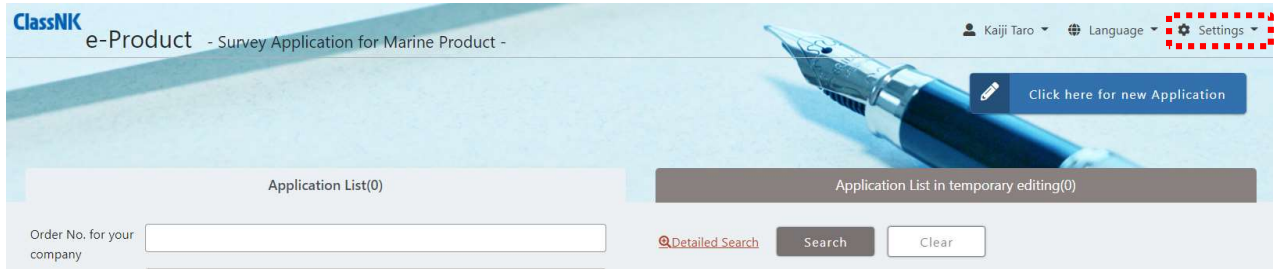 ClassNK
e-Product - Survey Application for Marine Product -
Kaiji Taro Language Settings
Click here for new Application
Application List(0) Application List in temporary editing(0)
Order No. for your
company
Detailed Search Search Clear